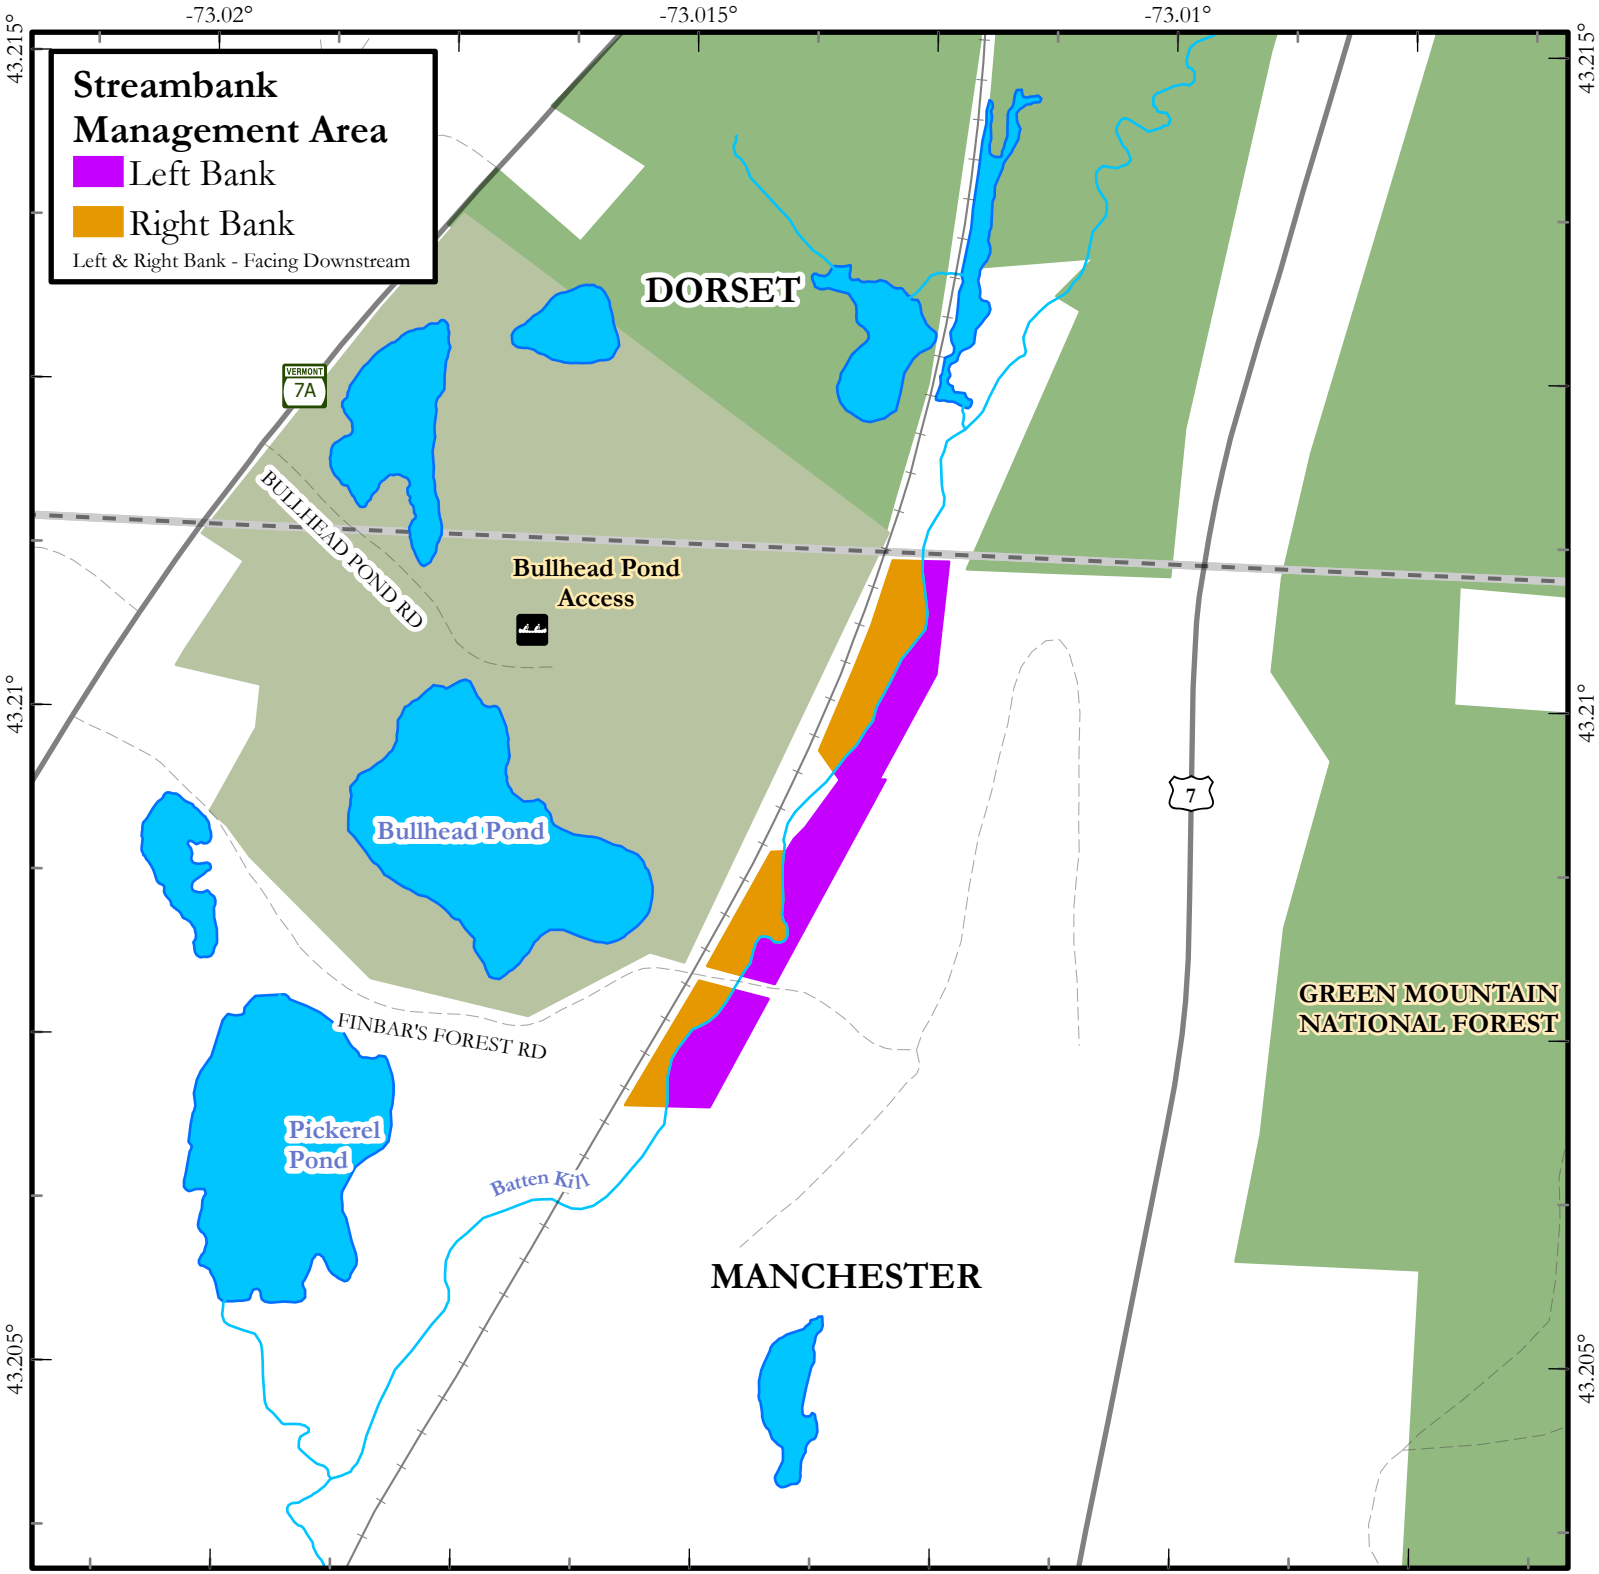 -73.02°
-73.015°
-73.01°
43.215°
43.215°
Streambank
Management Area
Left Bank
Right Bank
Left & Right Bank - Facing Downstream
DORSET
VERMONT
7A
BULLHEAD POND RD
Bullhead Pond
Access
43.21°
43.21°
7
Bullhead Pond
GREEN MOUNTAIN
NATIONAL FOREST
FINBAR'S FOREST RD
Pickerel
Pond
Batten Kill
MANCHESTER
43.205°
43.205°